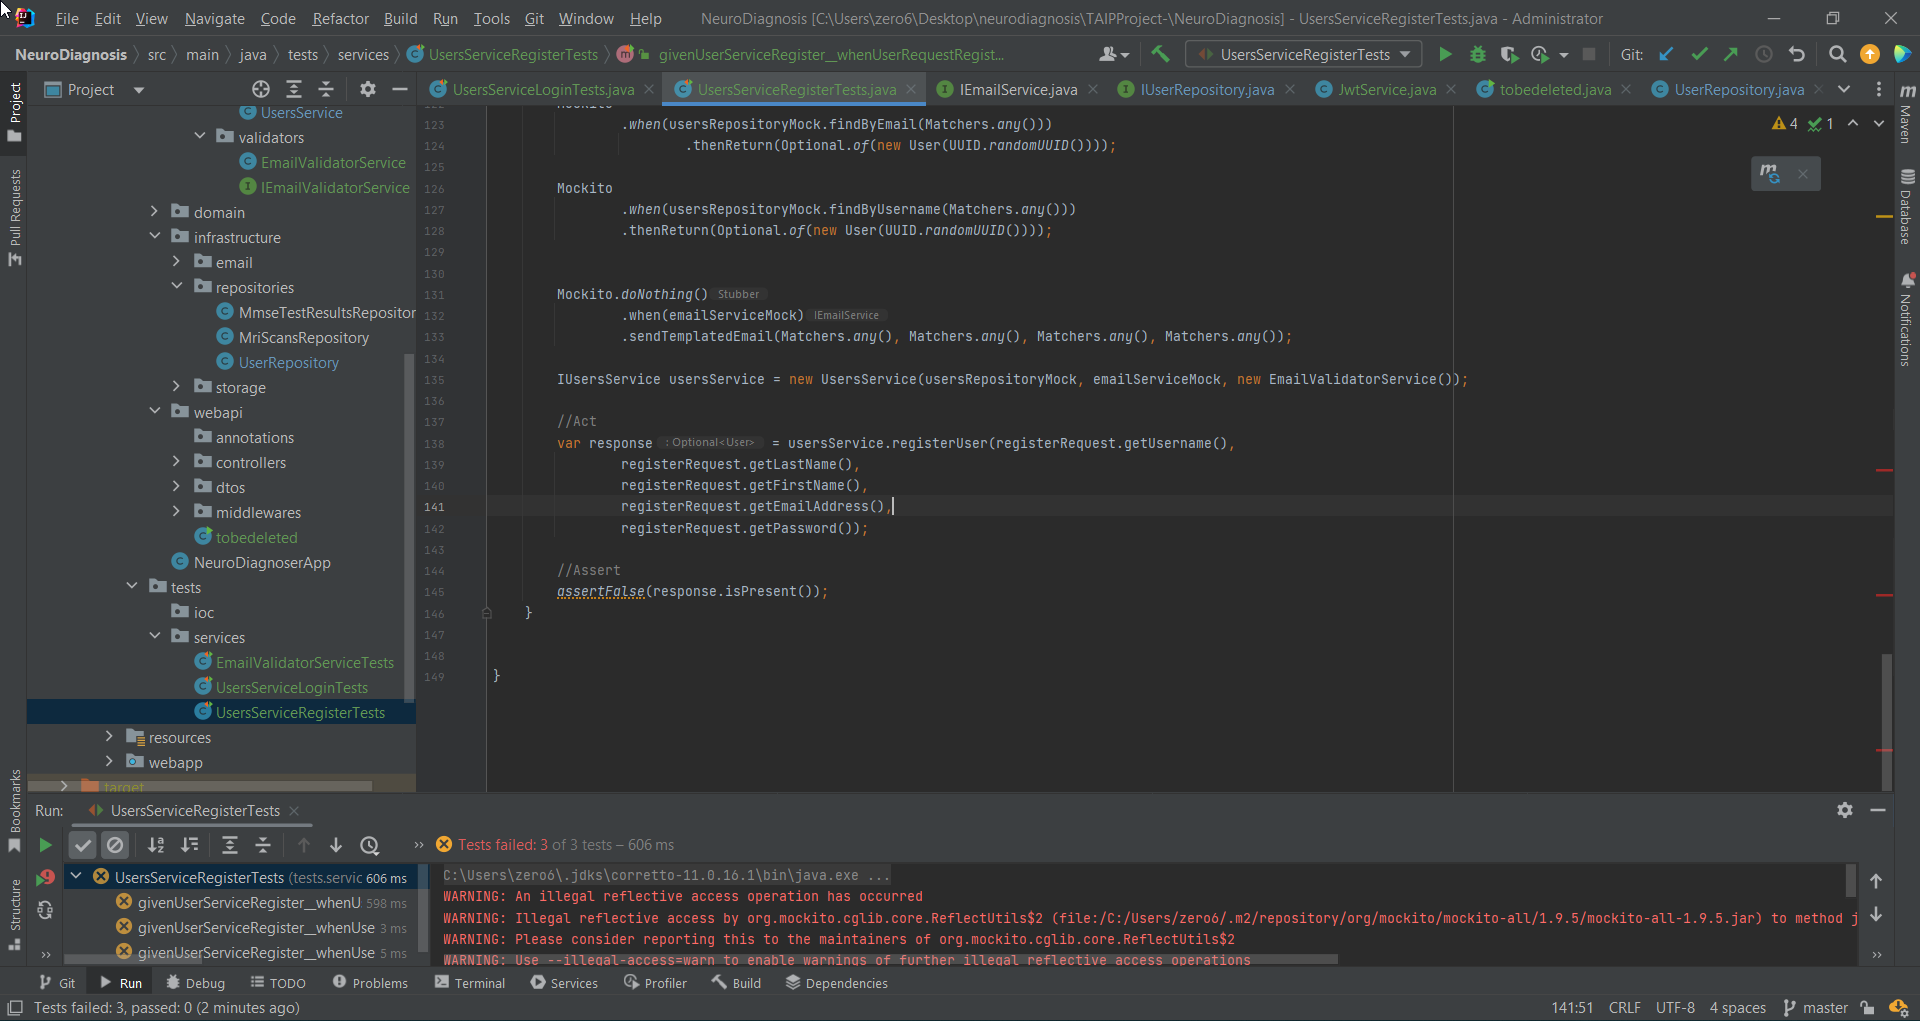 File Edit View Navigate Code Refactor Build Run Tools Git Window Help NeuroDiagnosis [C:\Users\zero6\Desktop\neurodiagnosis\TAIPProject-\NeuroDiagnosis] - UsersServiceRegisterTests.java - Administrator
NeuroDiagnosis src main java tests services UsersServiceRegisterTests givenUserServiceRegister__whenUserRequestRegist... UsersServiceRegisterTests Git:
Project UsersServiceLoginTests.java UsersServiceRegisterTests.java IEmailService.java IUserRepository.java JwtService.java tobedeleted.java UserRepository.java
Project
Pull Requests
Bookmarks
Structure
UsersService
validators
EmailValidatorService
IEmailValidatorService
domain
infrastructure
email
repositories
MmseTestResultsRepositor
MriScansRepository
UserRepository
storage
webapi
annotations
controllers
dtos
middlewares
tobedeleted
NeuroDiagnoserApp
tests
ioc
services
EmailValidatorServiceTests
UsersServiceLoginTests
UsersServiceRegisterTests
resources
webapp
target
122 Mockito
123 .when(usersRepositoryMock.findByEmail(Matchers.any()))
124 .thenReturn(Optional.of(new User(UUID.randomUUID())));
125
126 Mockito
127 .when(usersRepositoryMock.findByUsername(Matchers.any()))
128 .thenReturn(Optional.of(new User(UUID.randomUUID())));
129
130
131 Mockito.doNothing() Stubber
132 .when(emailServiceMock) IEmailService
133 .sendTemplatedEmail(Matchers.any(), Matchers.any(), Matchers.any(), Matchers.any());
134
135 IUsersService usersService = new UsersService(usersRepositoryMock, emailServiceMock, new EmailValidatorService());
136
137 //Act
138 var response : Optional<User> = usersService.registerUser(registerRequest.getUsername(),
139 registerRequest.getLastName(),
140 registerRequest.getFirstName(),
141 registerRequest.getEmailAddress(),
142 registerRequest.getPassword());
143
144 //Assert
145 assertFalse(response.isPresent());
146 }
147
148
149 }
4 1
Maven
Database
Notifications
Run: UsersServiceRegisterTests
Tests failed: 3 of 3 tests – 606 ms
UsersServiceRegisterTests (tests.servic 606 ms
givenUserServiceRegister__whenU 598 ms
givenUserServiceRegister__whenUse 3 ms
givenUserServiceRegister__whenUse 5 ms
C:\Users\zero6\.jdks\corretto-11.0.16.1\bin\java.exe ...
WARNING: An illegal reflective access operation has occurred
WARNING: Illegal reflective access by org.mockito.cglib.core.ReflectUtils$2 (file:/C:/Users/zero6/.m2/repository/org/mockito/mockito-all/1.9.5/mockito-all-1.9.5.jar) to method j
WARNING: Please consider reporting this to the maintainers of org.mockito.cglib.core.ReflectUtils$2
WARNING: Use --illegal-access=warn to enable warnings of further illegal reflective access operations
Git Run Debug TODO Problems Terminal Services Profiler Build Dependencies
Tests failed: 3, passed: 0 (2 minutes ago) 141:51 CRLF UTF-8 4 spaces master